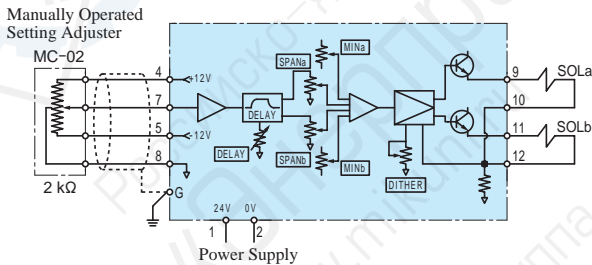 Manually Operated
Setting Adjuster
MC-02
2 kΩ
4
7
5
8
G
+12V
-12V
DELAY
DELAY
SPANa
SPANb
MINa
MINb
DITHER
9
10
11
12
SOLa
SOLb
24V 0V
1 2
Power Supply